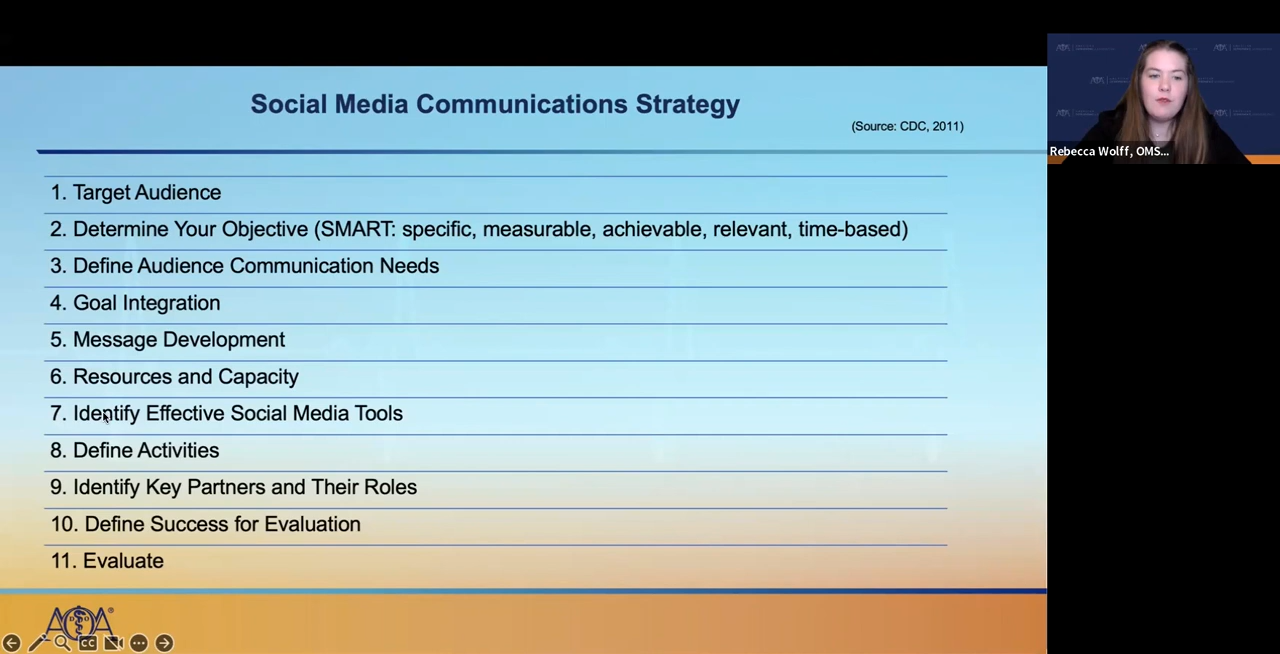 Social Media Communications Strategy
(Source: CDC, 2011)
1. Target Audience
2. Determine Your Objective (SMART: specific, measurable, achievable, relevant, time-based)
3. Define Audience Communication Needs
4. Goal Integration
5. Message Development
6. Resources and Capacity
7. Identify Effective Social Media Tools
8. Define Activities
9. Identify Key Partners and Their Roles
10. Define Success for Evaluation
11. Evaluate
AOA®
CC
Rebecca Wolff, OMS...